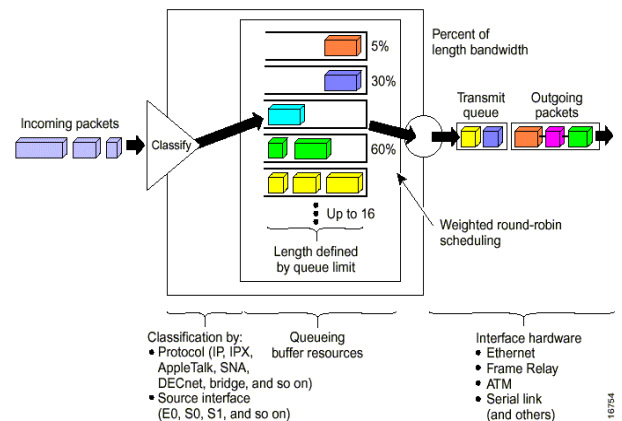 5%
30%
60%
Percent of
length bandwidth
Incoming packets
Classify
Transmit
queue
Outgoing
packets
Up to 16
Length defined
by queue limit
Weighted round-robin
scheduling
Classification by:
• Protocol (IP, IPX,
AppleTalk, SNA,
DECnet, bridge, and so on)
• Source interface
(E0, S0, S1, and so on)
Queueing
buffer resources
Interface hardware
• Ethernet
• Frame Relay
• ATM
• Serial link
(and others)
16754